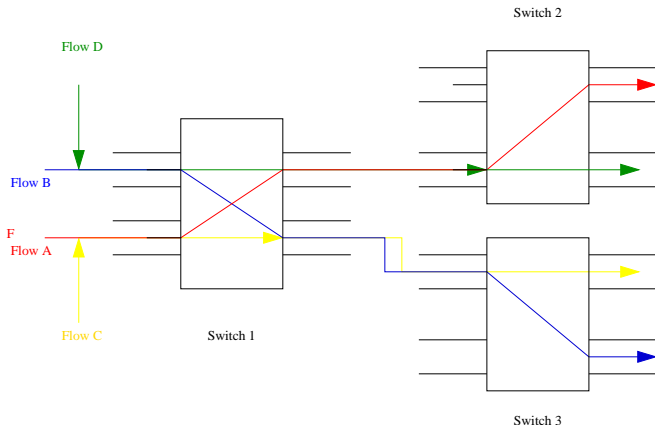 Switch 2
Flow D
Flow B
F
Flow A
Flow C
Switch 1
Switch 3